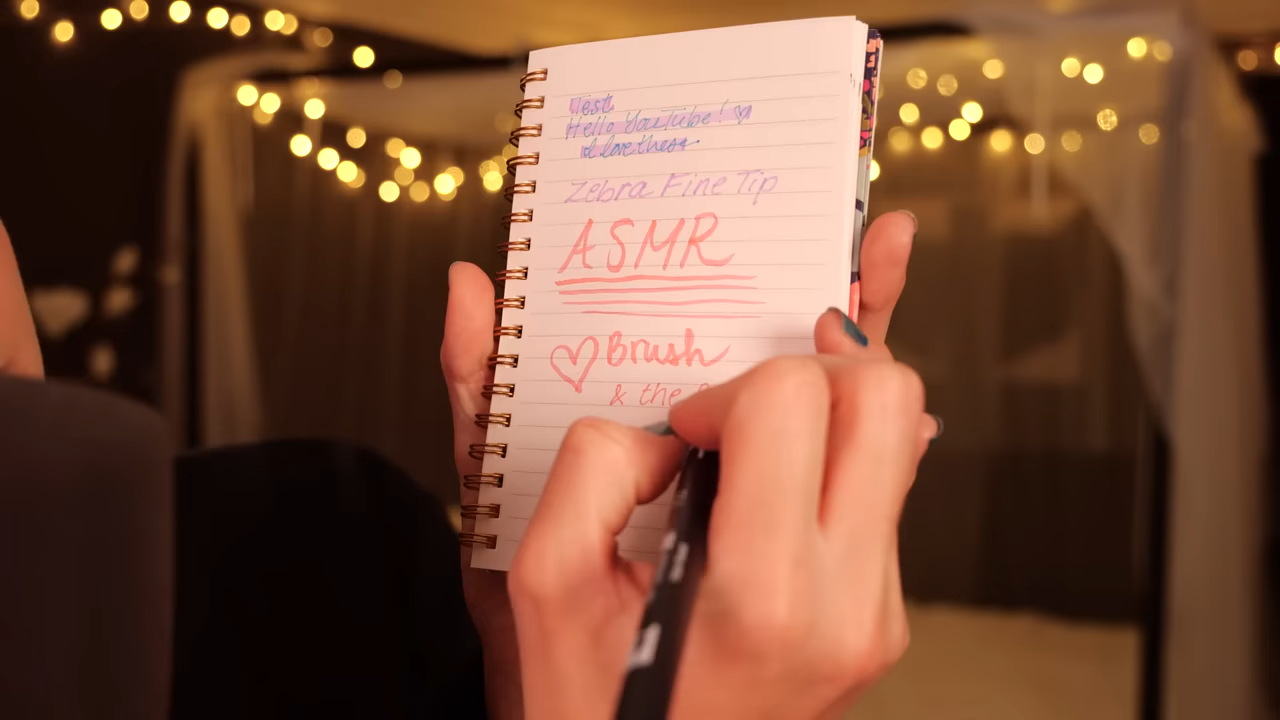 Test
Hello YouTube! ♡
I love these
Zebra Fine Tip
ASMR
♡ Brush
& the